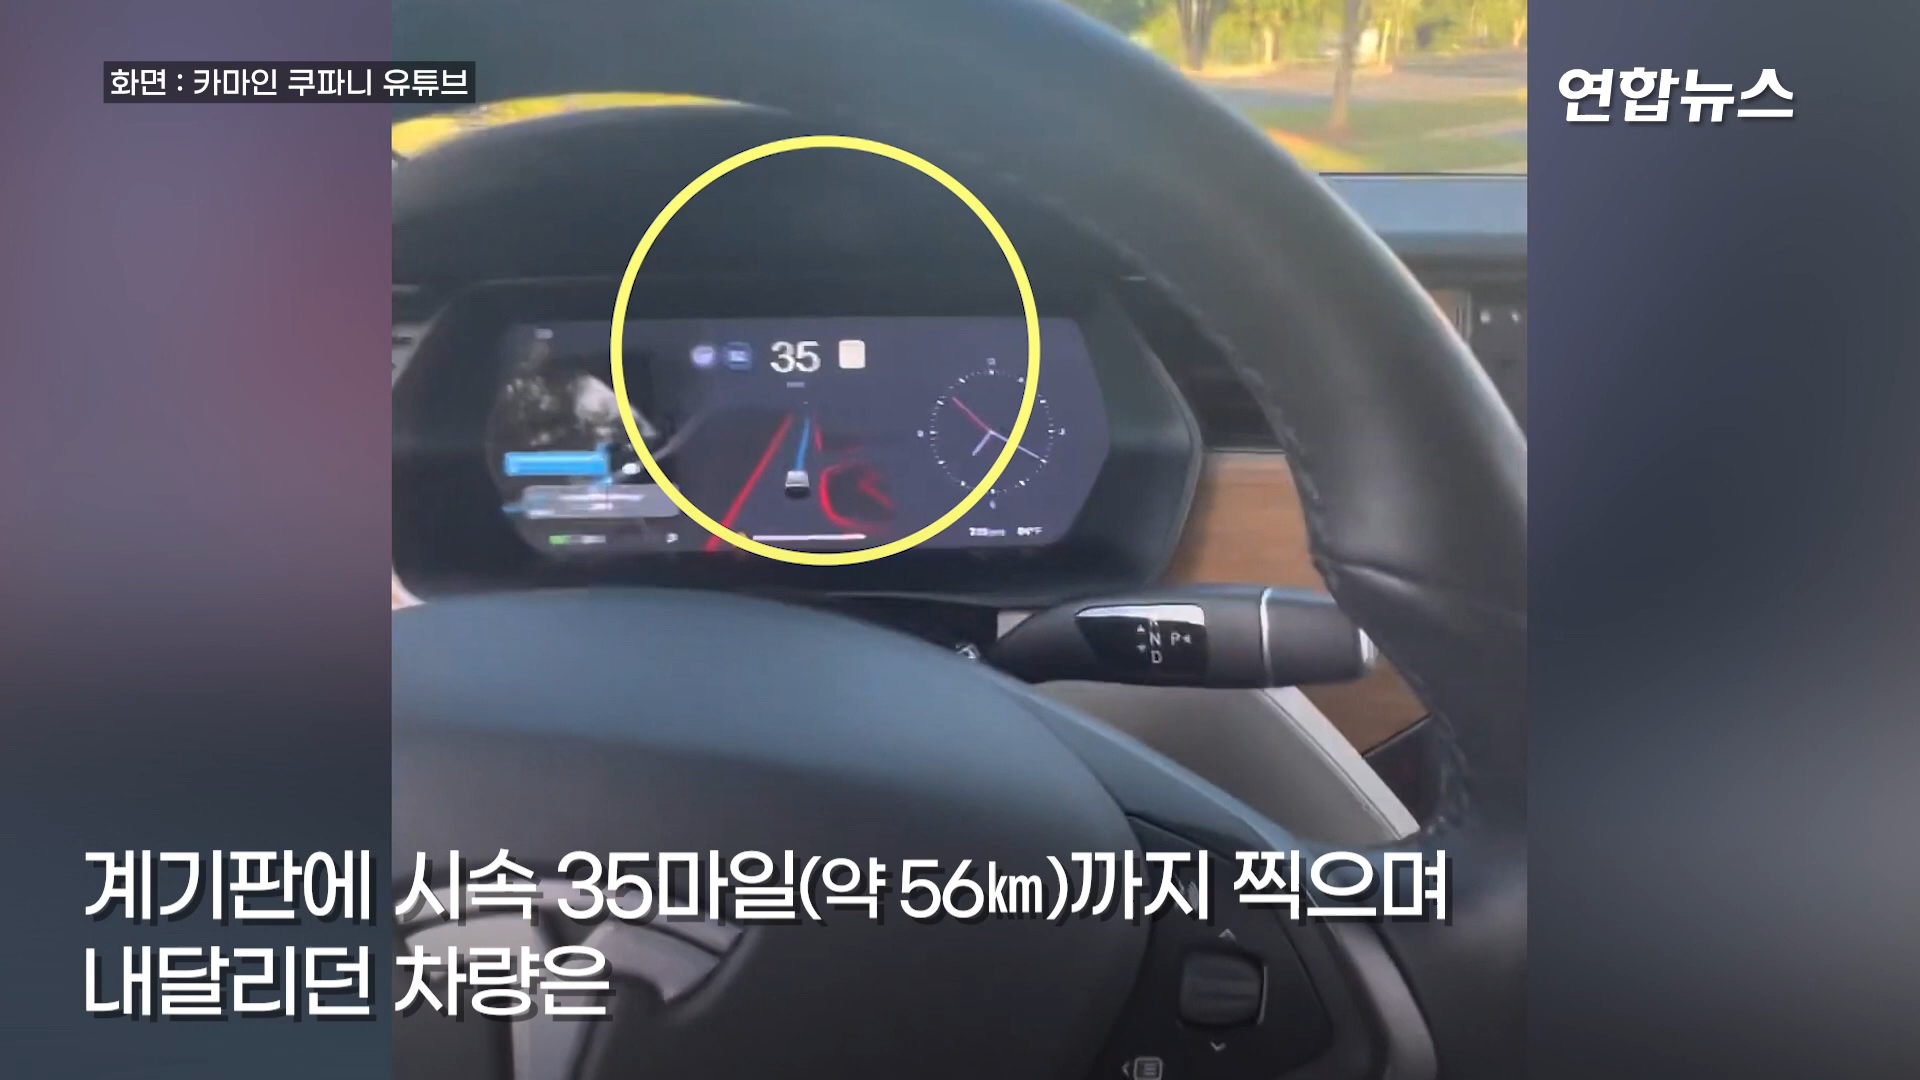 화면 : 카마인 쿠파니 유튜브
연합뉴스
35
N P
D
계기판에 시속 35마일(약 56㎞)까지 찍으며
내달리던 차량은